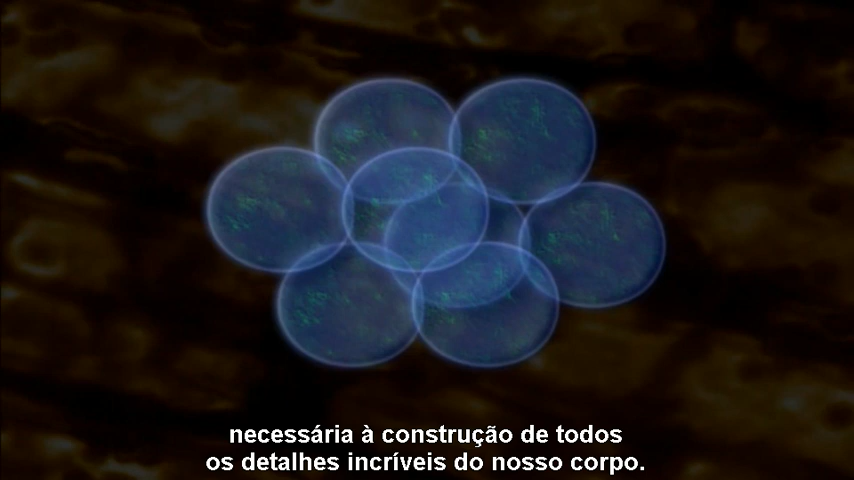 necessária à construção de todos
os detalhes incríveis do nosso corpo.